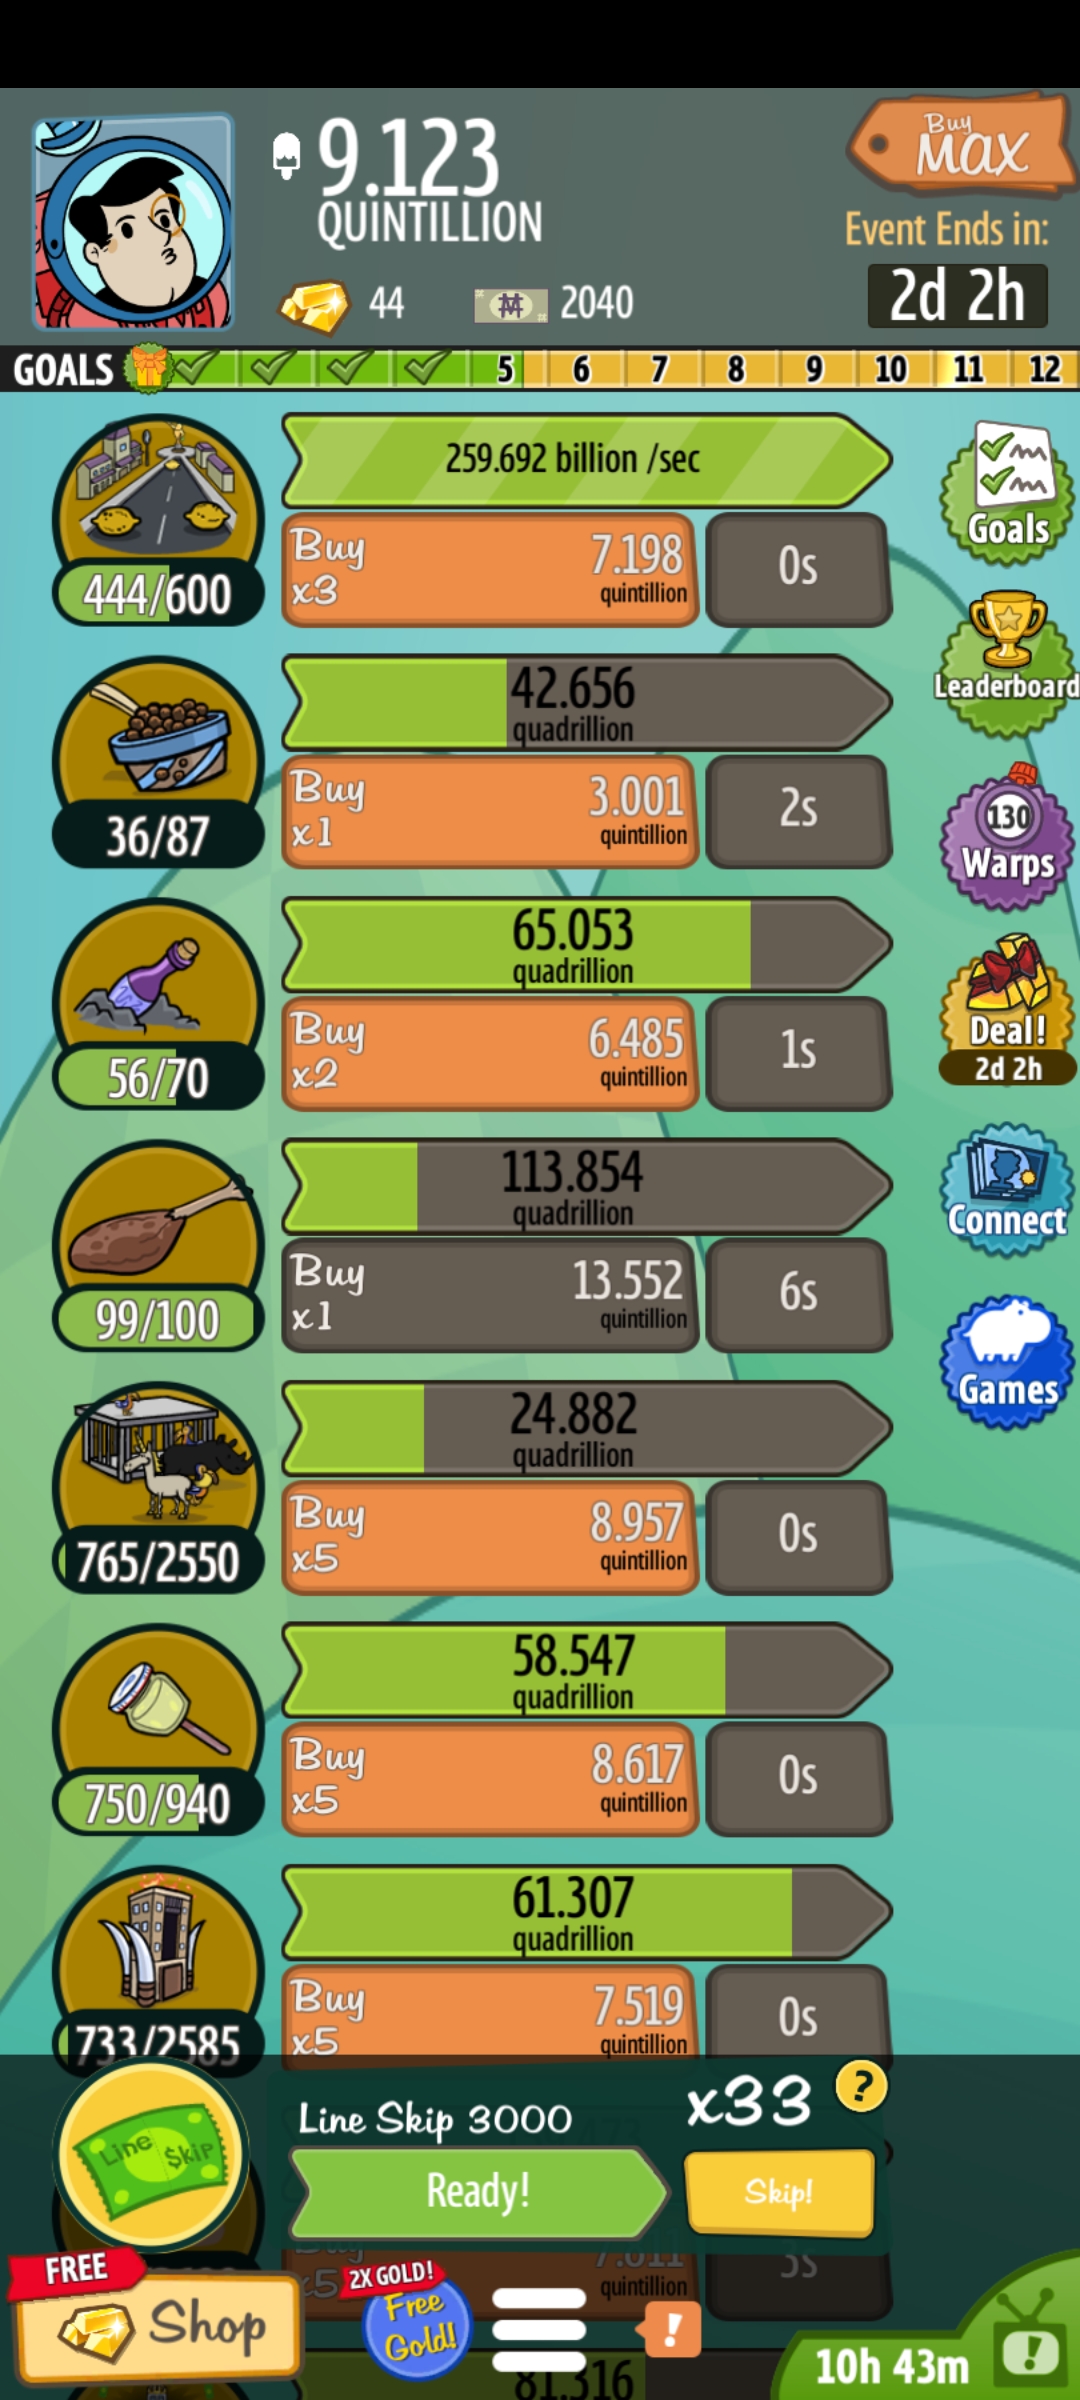 9.123
QUINTILLION
Buy
MAX
Event Ends in:
2d 2h
44
2040
GOALS
5 6 7 8 9 10 11 12
259.692 billion /sec
Buy
x3
7.198
quintillion
0s
444/600
Goals
42.656
quadrillion
Buy
x1
3.001
quintillion
2s
36/87
Leaderboard
65.053
quadrillion
Buy
x2
6.485
quintillion
1s
56/70
130
Warps
113.854
quadrillion
Buy
x1
13.552
quintillion
6s
99/100
Deal!
2d 2h
24.882
quadrillion
Buy
x5
8.957
quintillion
0s
765/2550
Connect
58.547
quadrillion
Buy
x5
8.617
quintillion
0s
750/940
Games
61.307
quadrillion
Buy
x5
7.519
quintillion
0s
733/2585
Line Skip 3000
x33
?
Line $kip
Ready!
Skip!
Buy
x5
7.811
quintillion
3s
FREE
Shop
2X GOLD!
Free
Gold!
!
10h 43m
!
81.316